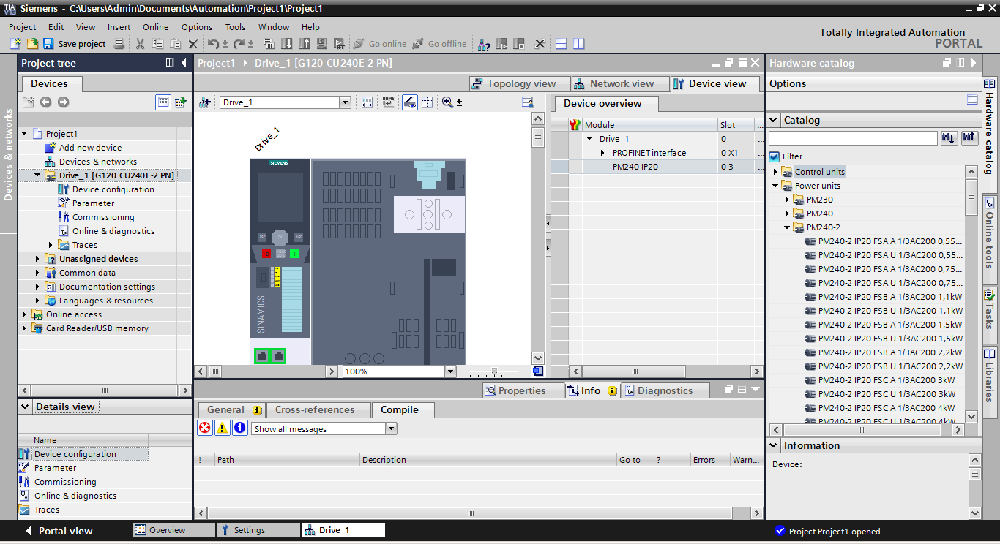 TIA V13 Siemens - C:\Users\Admin\Documents\Automation\Project1\Project1
Project Edit View Insert Online Options Tools Window Help
Totally Integrated Automation
PORTAL
Save project Go online Go offline
Project tree
Devices
Project1
Add new device
Devices & networks
Drive_1 [G120 CU240E-2 PN]
Device configuration
Parameter
Commissioning
Online & diagnostics
Traces
Unassigned devices
Common data
Documentation settings
Languages & resources
Online access
Card Reader/USB memory
Devices & networks
Details view
Name
Device configuration
Parameter
Commissioning
Online & diagnostics
Traces
Project1 Drive_1 [G120 CU240E-2 PN]
Topology view Network view Device view
Drive_1
Drive_1
SIEMENS
SINAMICS
100%
Device overview
Module Slot ...
Drive_1 0 ...
PROFINET interface 0 X1 ...
PM240 IP20 0 3 ...
Properties Info Diagnostics
General Cross-references Compile
Show all messages
! Path Description Go to ? Errors Warn...
Hardware catalog
Options
Catalog
Filter
Control units
Power units
PM230
PM240
PM240-2
PM240-2 IP20 FSA A 1/3AC200 0,55...
PM240-2 IP20 FSA U 1/3AC200 0,55...
PM240-2 IP20 FSA A 1/3AC200 0,75...
PM240-2 IP20 FSA U 1/3AC200 0,75...
PM240-2 IP20 FSB A 1/3AC200 1,1kW
PM240-2 IP20 FSB U 1/3AC200 1,1kW
PM240-2 IP20 FSB A 1/3AC200 1,5kW
PM240-2 IP20 FSB U 1/3AC200 1,5kW
PM240-2 IP20 FSB A 1/3AC200 2,2kW
PM240-2 IP20 FSB U 1/3AC200 2,2kW
PM240-2 IP20 FSC A 1/3AC200 3kW
PM240-2 IP20 FSC U 1/3AC200 3kW
PM240-2 IP20 FSC A 1/3AC200 4kW
PM240-2 IP20 FSC U 1/3AC200 4kW
Information
Device:
Hardware catalog
Online tools
Tasks
Libraries
Portal view Overview Settings Drive_1 Project Project1 opened.